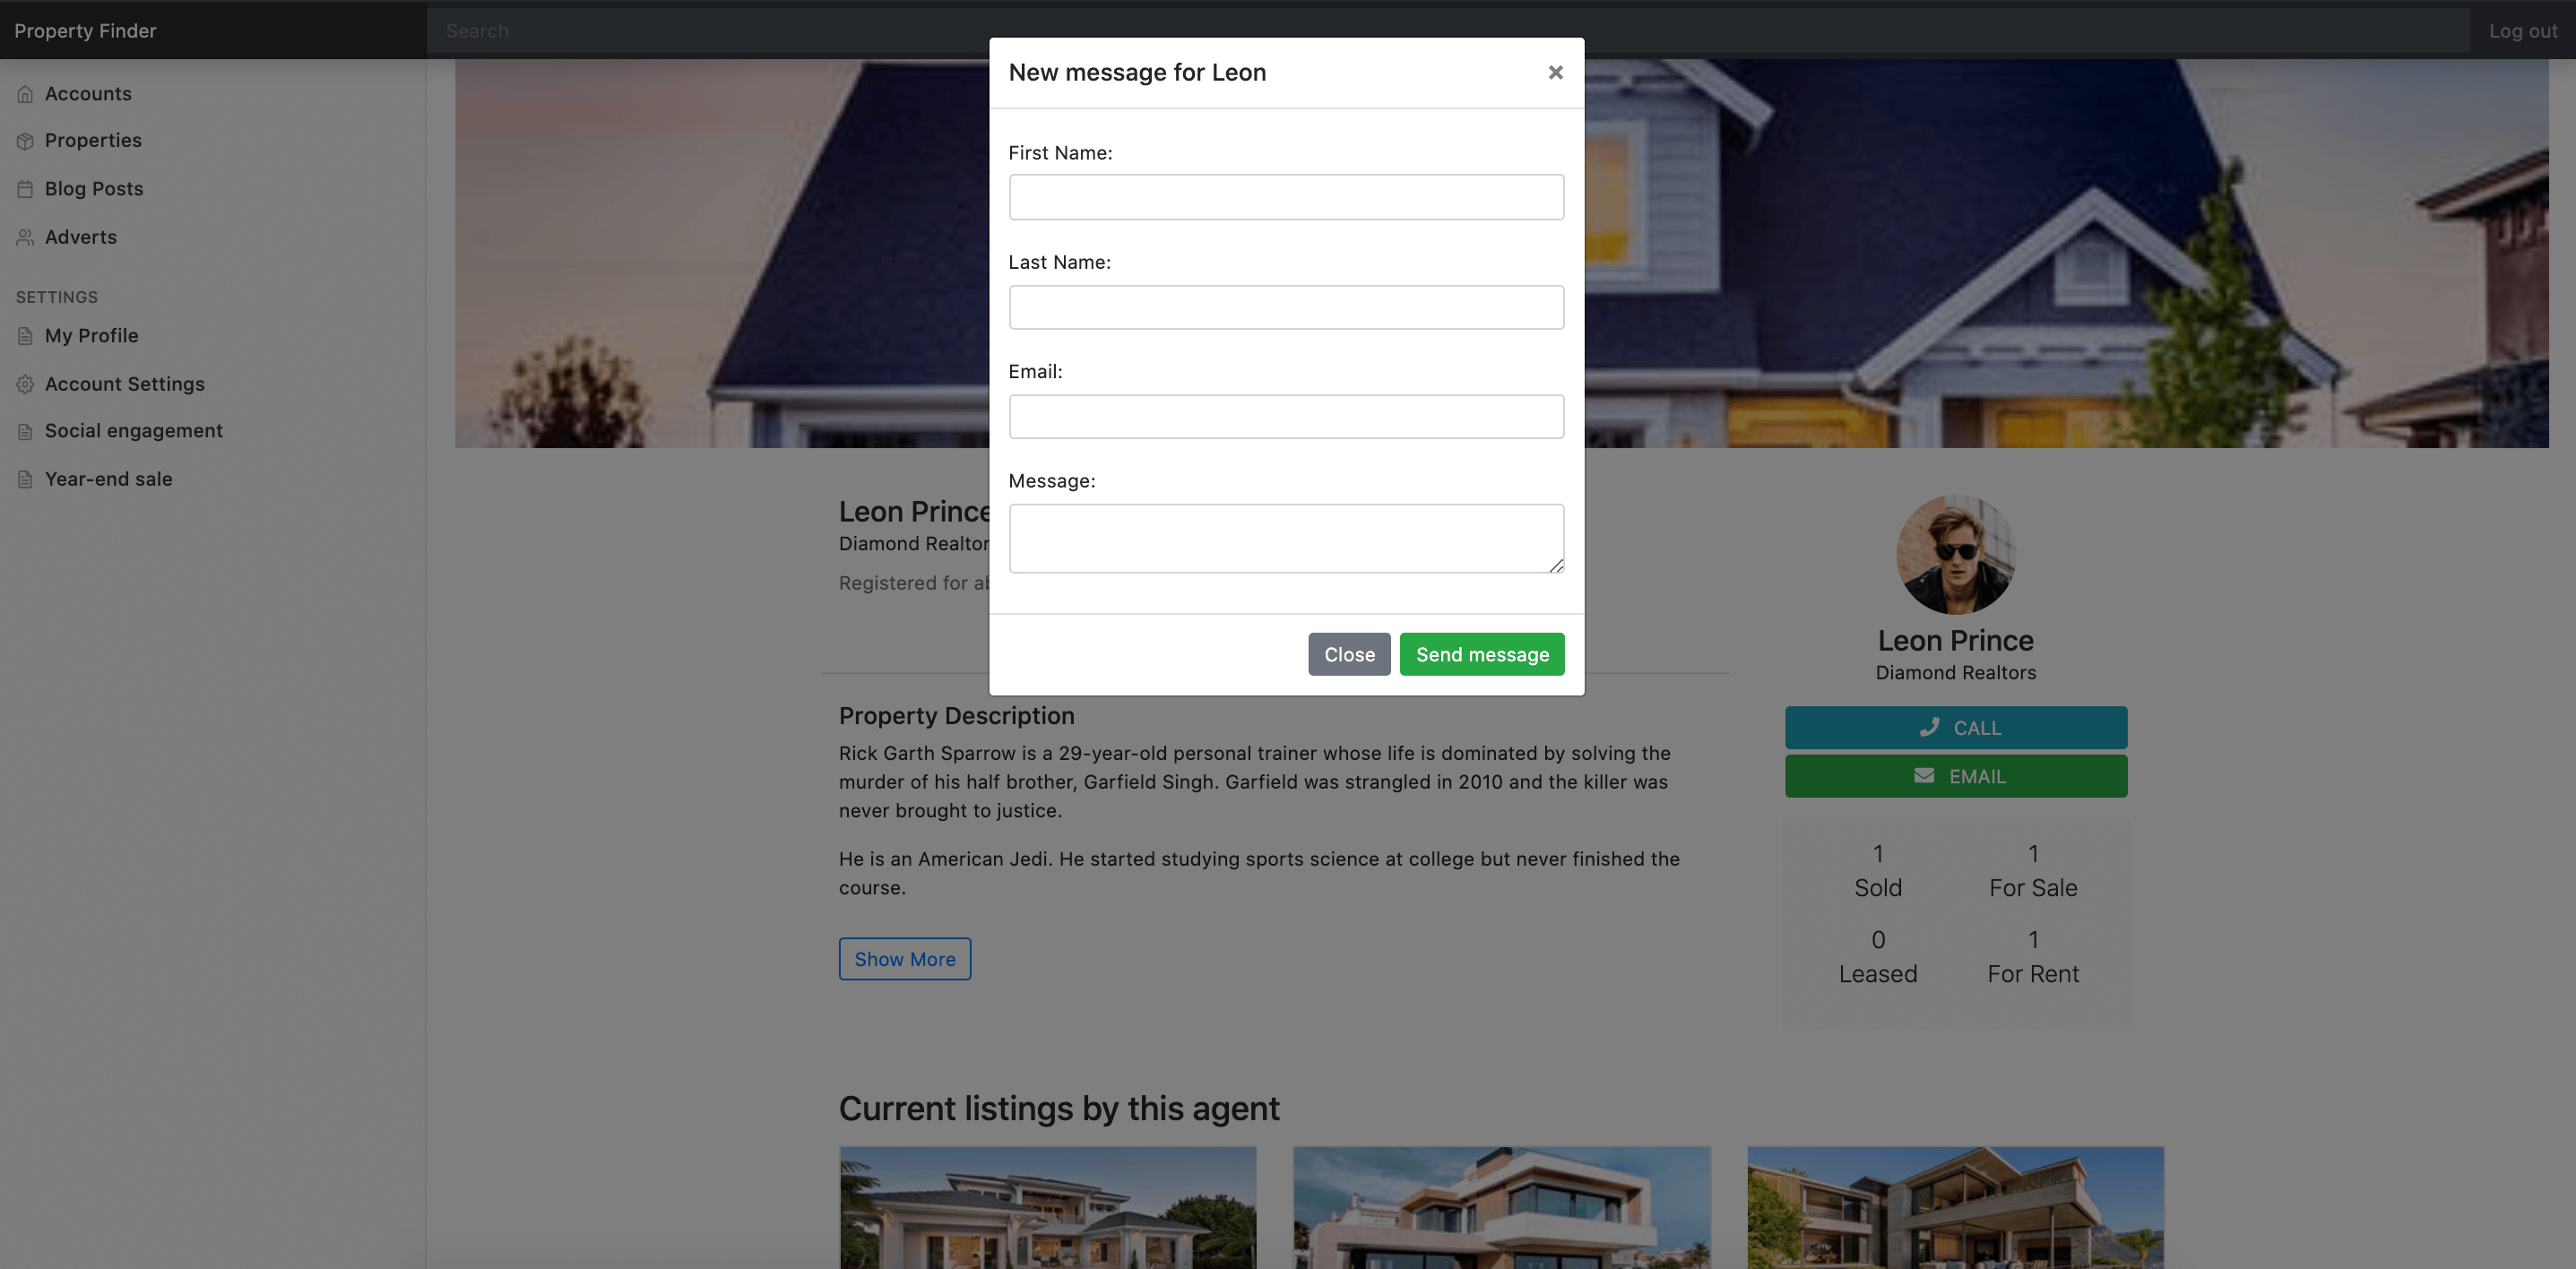 Property Finder
Search
Log out
Accounts
Properties
Blog Posts
Adverts
SETTINGS
My Profile
Account Settings
Social engagement
Year-end sale
New message for Leon
×
First Name:
Last Name:
Email:
Message:
Close
Send message
Leon Prince
Diamond Realtor
Registered for
Property Description
Rick Garth Sparrow is a 29-year-old personal trainer whose life is dominated by solving the
murder of his half brother, Garfield Singh. Garfield was strangled in 2010 and the killer was
never brought to justice.
He is an American Jedi. He started studying sports science at college but never finished the
course.
Show More
Leon Prince
Diamond Realtors
CALL
EMAIL
1
Sold
1
For Sale
0
Leased
1
For Rent
Current listings by this agent